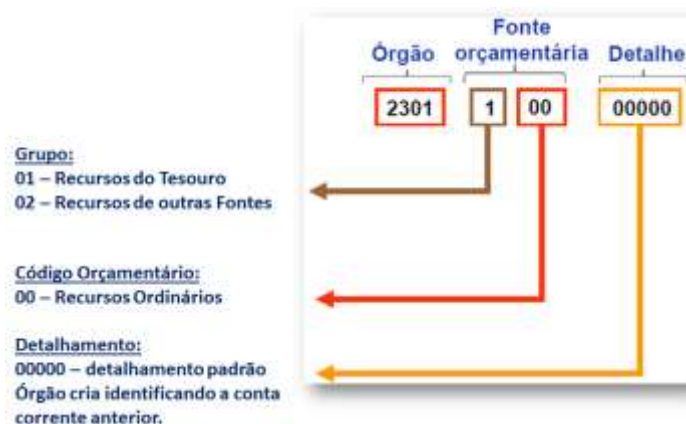 Fonte
Órgão orçamentária Detalhe
2301 1 00 00000
Grupo:
01 – Recursos do Tesouro
02 – Recursos de outras Fontes
Código Orçamentário:
00 – Recursos Ordinários
Detalhamento:
00000 – detalhamento padrão
Órgão cria identificando a conta
corrente anterior.